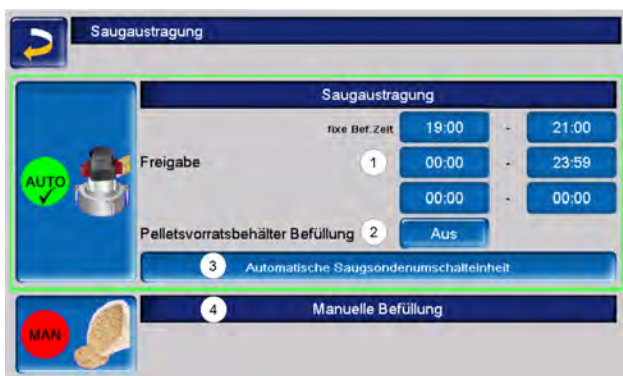 Saugaustragung
Saugaustragung
fixe Bef.Zeit 19:00 - 21:00
Freigabe 1 00:00 - 23:59
00:00 - 00:00
AUTO
Pelletsvorratsbehälter Befüllung 2 Aus
3 Automatische Saugsondenumschalteinheit
4 Manuelle Befüllung
MAN